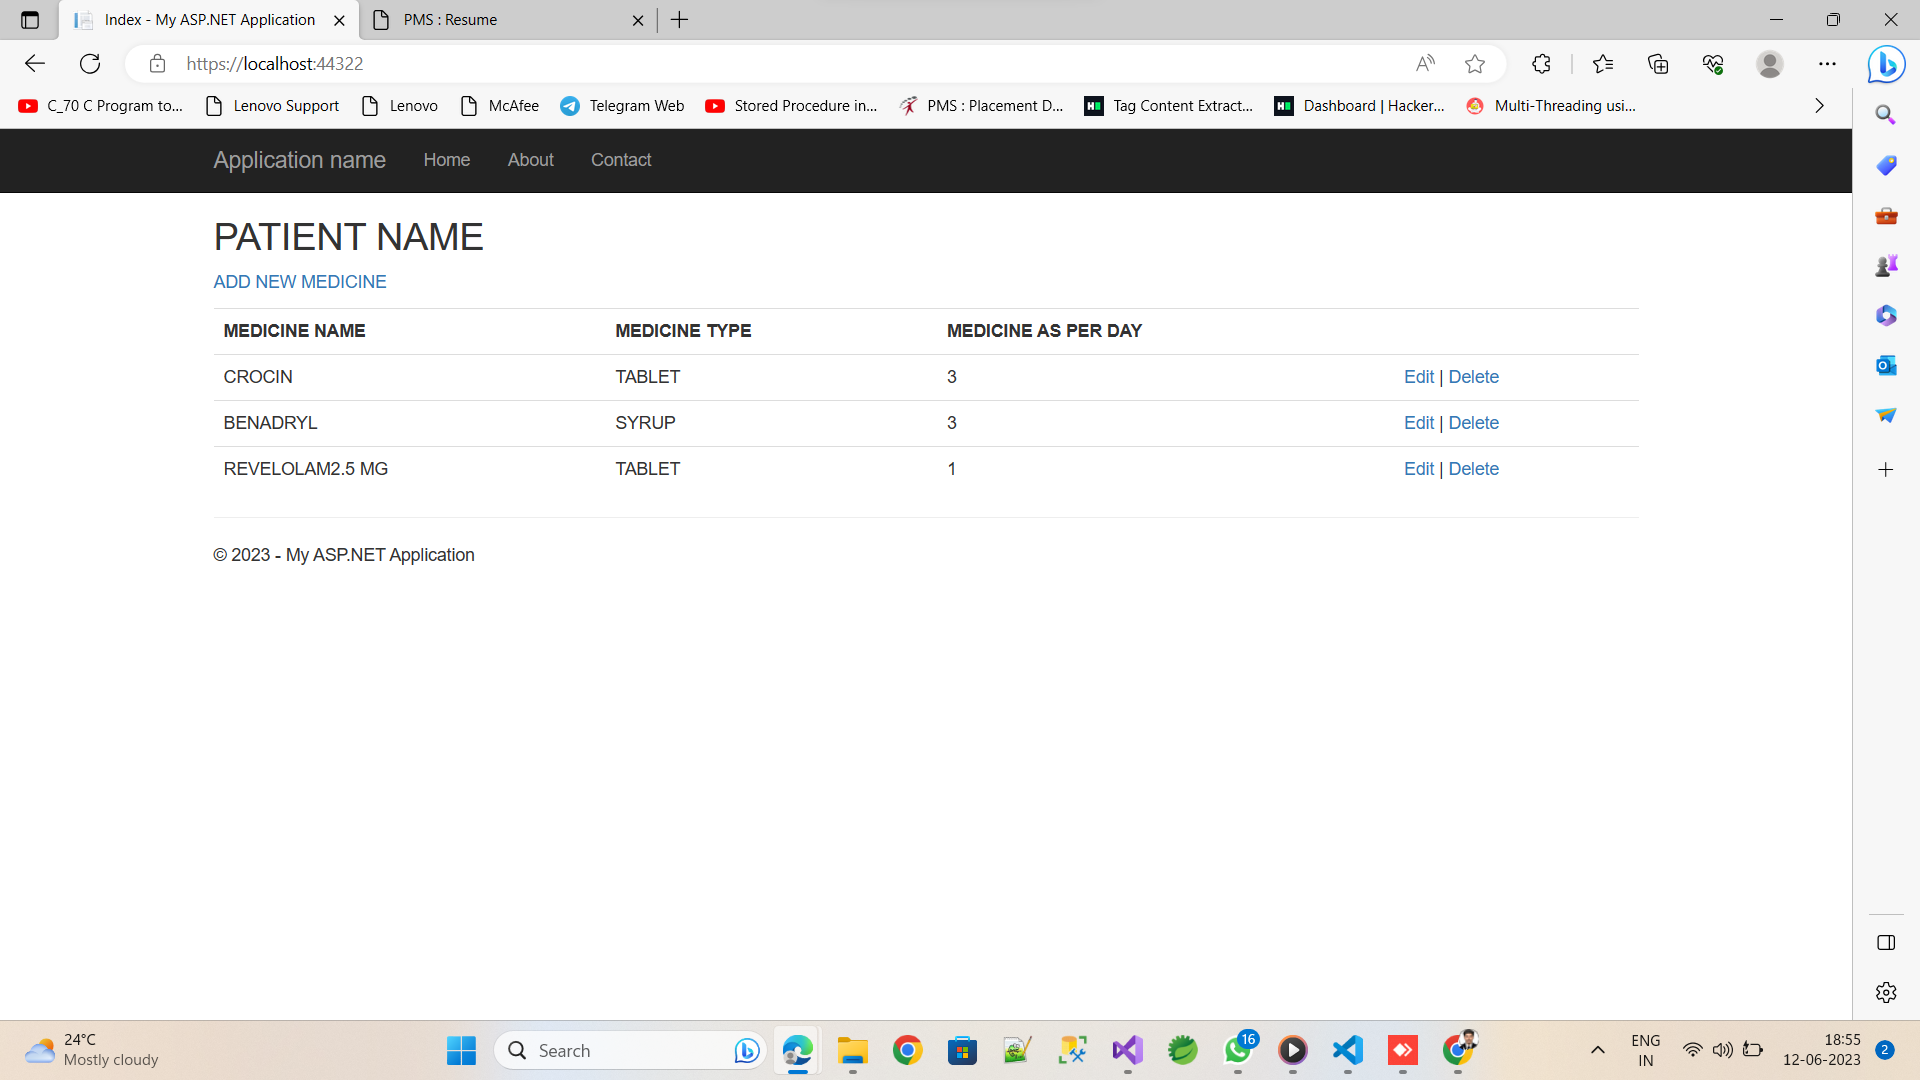 Index - My ASP.NET Application
PMS : Resume
https://localhost:44322
C_70 C Program to...
Lenovo Support
Lenovo
McAfee
Telegram Web
Stored Procedure in...
PMS : Placement D...
Tag Content Extract...
Dashboard | Hacker...
Multi-Threading usi...
Application name
Home
About
Contact
PATIENT NAME
ADD NEW MEDICINE
MEDICINE NAME MEDICINE TYPE MEDICINE AS PER DAY
CROCIN TABLET 3 Edit | Delete
BENADRYL SYRUP 3 Edit | Delete
REVELOLAM2.5 MG TABLET 1 Edit | Delete
© 2023 - My ASP.NET Application
24°C
Mostly cloudy
Search
16
ENG
IN
18:55
12-06-2023
2